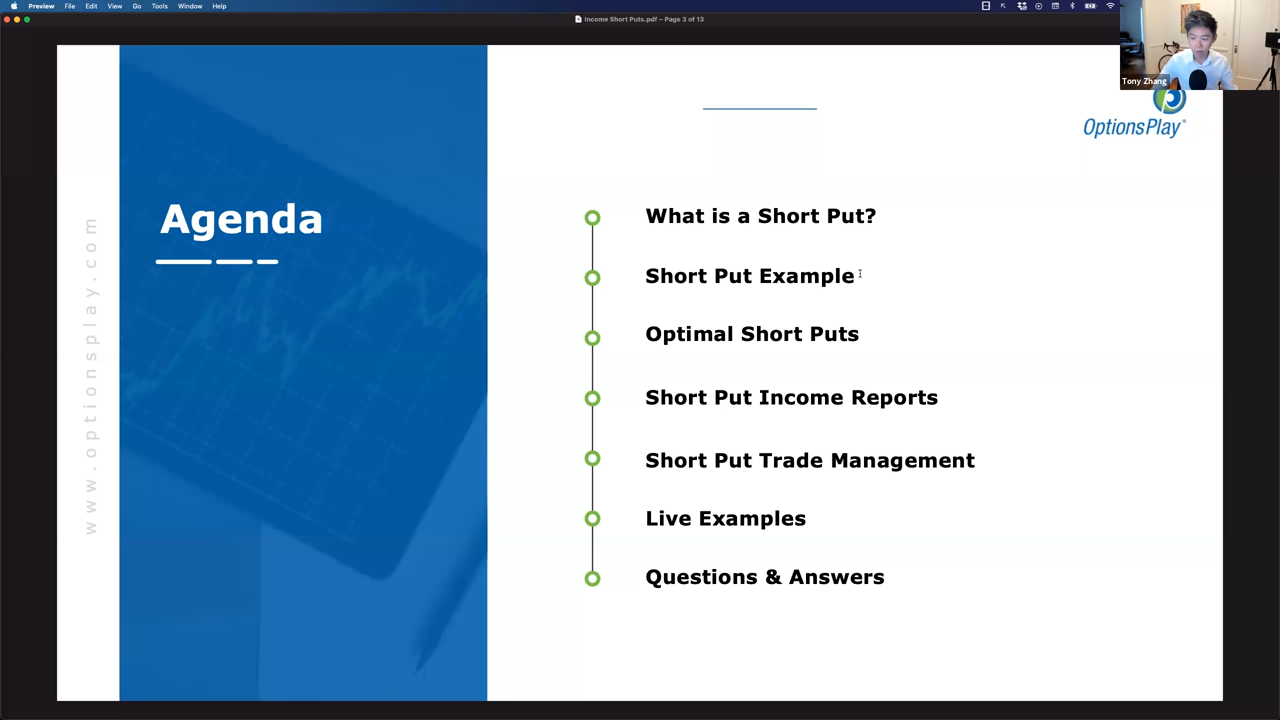 Preview File Edit View Go Tools Window Help
Income Short Puts.pdf – Page 3 of 13
Tony Zhang
OptionsPlay®
www.optionsplay.com
Agenda
What is a Short Put?
Short Put Example
Optimal Short Puts
Short Put Income Reports
Short Put Trade Management
Live Examples
Questions & Answers